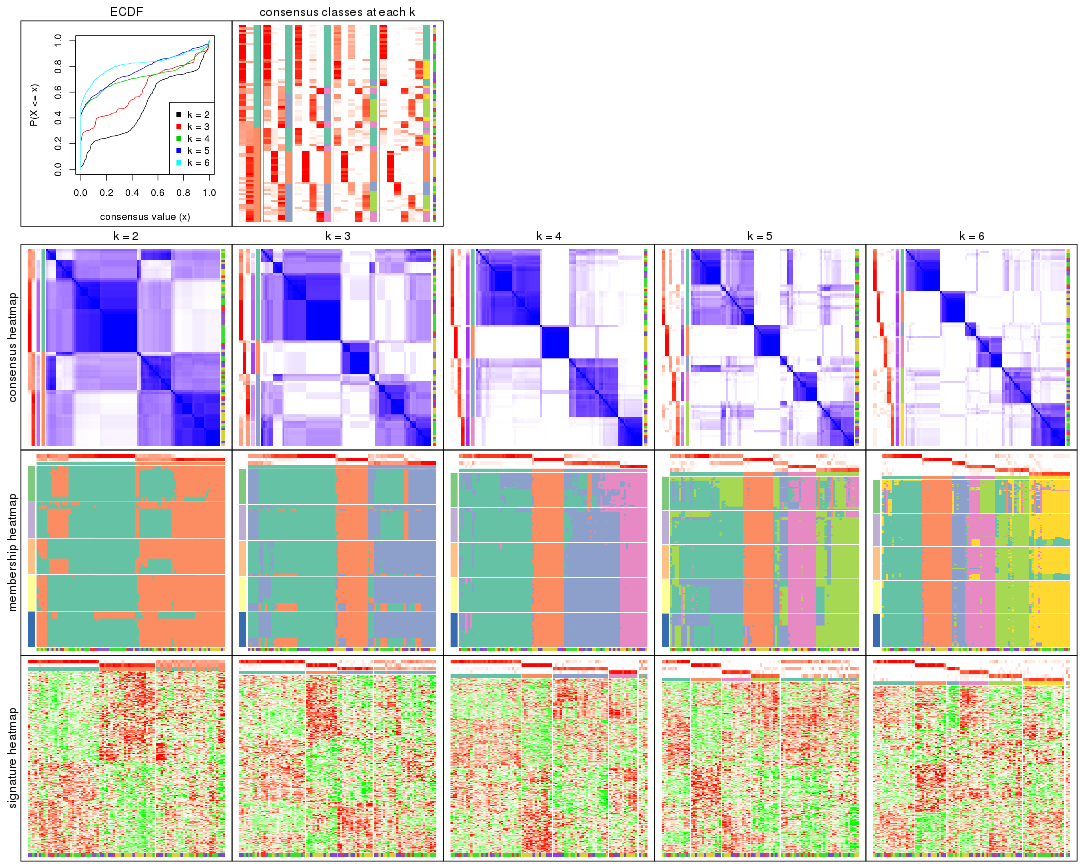 ECDF
consensus classes at each k
P(X <= x)
0.0 0.2 0.4 0.6 0.8 1.0
k = 2
k = 3
k = 4
k = 5
k = 6
0.0 0.2 0.4 0.6 0.8 1.0
consensus value (x)
k = 2 k = 3 k = 4 k = 5 k = 6
consensus heatmap
membership heatmap
signature heatmap